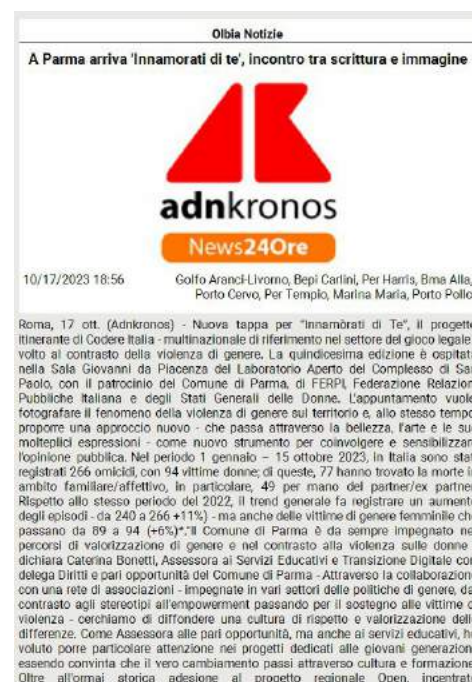 Olbia Notizie
A Parma arriva 'Innamorati di te', incontro tra scrittura e immagine
adnkronos
News24Ore
10/17/2023 18:56
Golfo Aranci-Livorno, Bepi Carlini, Per Harris, Bma Alla,
Porto Cervo, Per Templo, Marina Maria, Porto Pollo
Roma, 17 ott. (Adnkronos) - Nuova tappa per "Innamòrati di Te", il progetto
itinerante di Codere Italia - multinazionale di riferimento nel settore del gioco legale
volto al contrasto della violenza di genere. La quindicesima edizione è ospitata
nella Sala Giovanni da Piacenza del Laboratorio Aperto del Complesso di San
Paolo, con il patrocinio del Comune di Parma, di FERPI, Federazione Relazion
Pubbliche Italiana e degli Stati Generali delle Donne. L'appuntamento vuole
fotografare il fenomeno della violenza di genere sul territorio e, allo stesso tempo
proporre una approccio nuovo - che passa attraverso la bellezza, l'arte e le sue
molteplici espressioni - come nuovo strumento per coinvolgere e sensibilizzare
l'opinione pubblica. Nel periodo 1 gennaio – 15 ottobre 2023, in Italia sono stati
registrati 266 omicidi, con 94 vittime donne; di queste, 77 hanno trovato la morte in
ambito familiare/affettivo, in particolare, 49 per mano del partner/ex partner
Rispetto allo stesso periodo del 2022, il trend generale fa registrare un aumento
degli episodi - da 240 a 266 +11%) - ma anche delle vittime di genere femminile che
passano da 89 a 94 (+6%)*."Il Comune di Parma è da sempre impegnato nei
percorsi di valorizzazione di genere e nel contrasto alla violenza sulle donne -
dichiara Caterina Bonetti, Assessora ai Servizi Educativi e Transizione Digitale con
delega Diritti e pari opportunità del Comune di Parma - Attraverso la collaborazione
con una rete di associazioni - impegnate in vari settori delle politiche di genere, dal
contrasto agli stereotipi all'empowerment passando per il sostegno alle vittime di
violenza - cerchiamo di diffondere una cultura di rispetto e valorizzazione delle
differenze. Come Assessora alle pari opportunità, ma anche ai servizi educativi, ho
voluto porre particolare attenzione nei progetti dedicati alle giovani generazioni
essendo convinta che il vero cambiamento passi attraverso cultura e formazione
Oltre all'ormai storica adesione al progetto regionale Open, incentrato